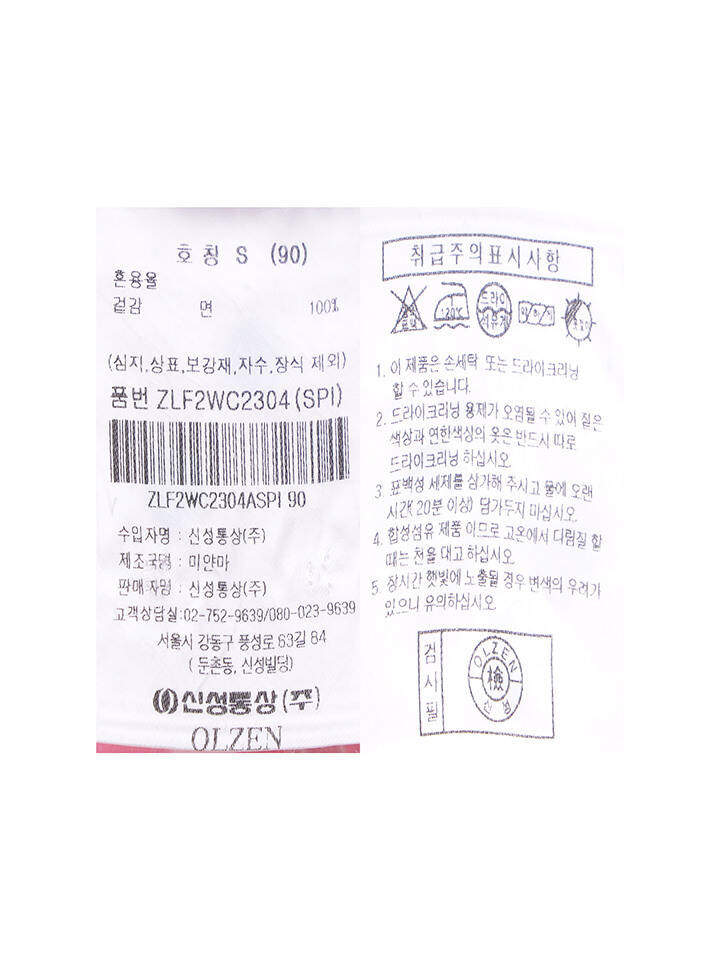 호칭 S (90)
혼용율
겉감 면 100%
(심지,상표,보강재,자수,장식 제외)
품번 ZLF2WC2304(SPI)
ZLF2WC2304ASPI 90
수입자명 : 신성통상(주)
제조국명 : 미얀마
판매자명 : 신성통상(주)
고객상담실:02-752-9639/080-023-9639
서울시 강동구 풍성로 63길 84
(둔촌동, 신성빌딩)
신성통상(주)
OLZEN
취급주의표시사항
120℃
드라이
석유계
약하게
1. 이 제품은 손세탁 또는 드라이크리닝
할 수 있습니다.
2. 드라이크리닝 용제가 오염될 수 있어 짙은
색상과 연한색상의 옷은 반드시 따로
드라이크리닝 하십시오.
3. 표백성 세제를 삼가해 주시고 물에 오랜
시간(20분 이상) 담가두지 마십시오.
4. 합성섬유 제품 이므로 고온에서 다림질 할
때는 천을 대고 하십시오.
5. 장시간 햇빛에 노출될 경우 변색의 우려가
있으니 유의하십시오.
검시필
OLZEN
檢
신성